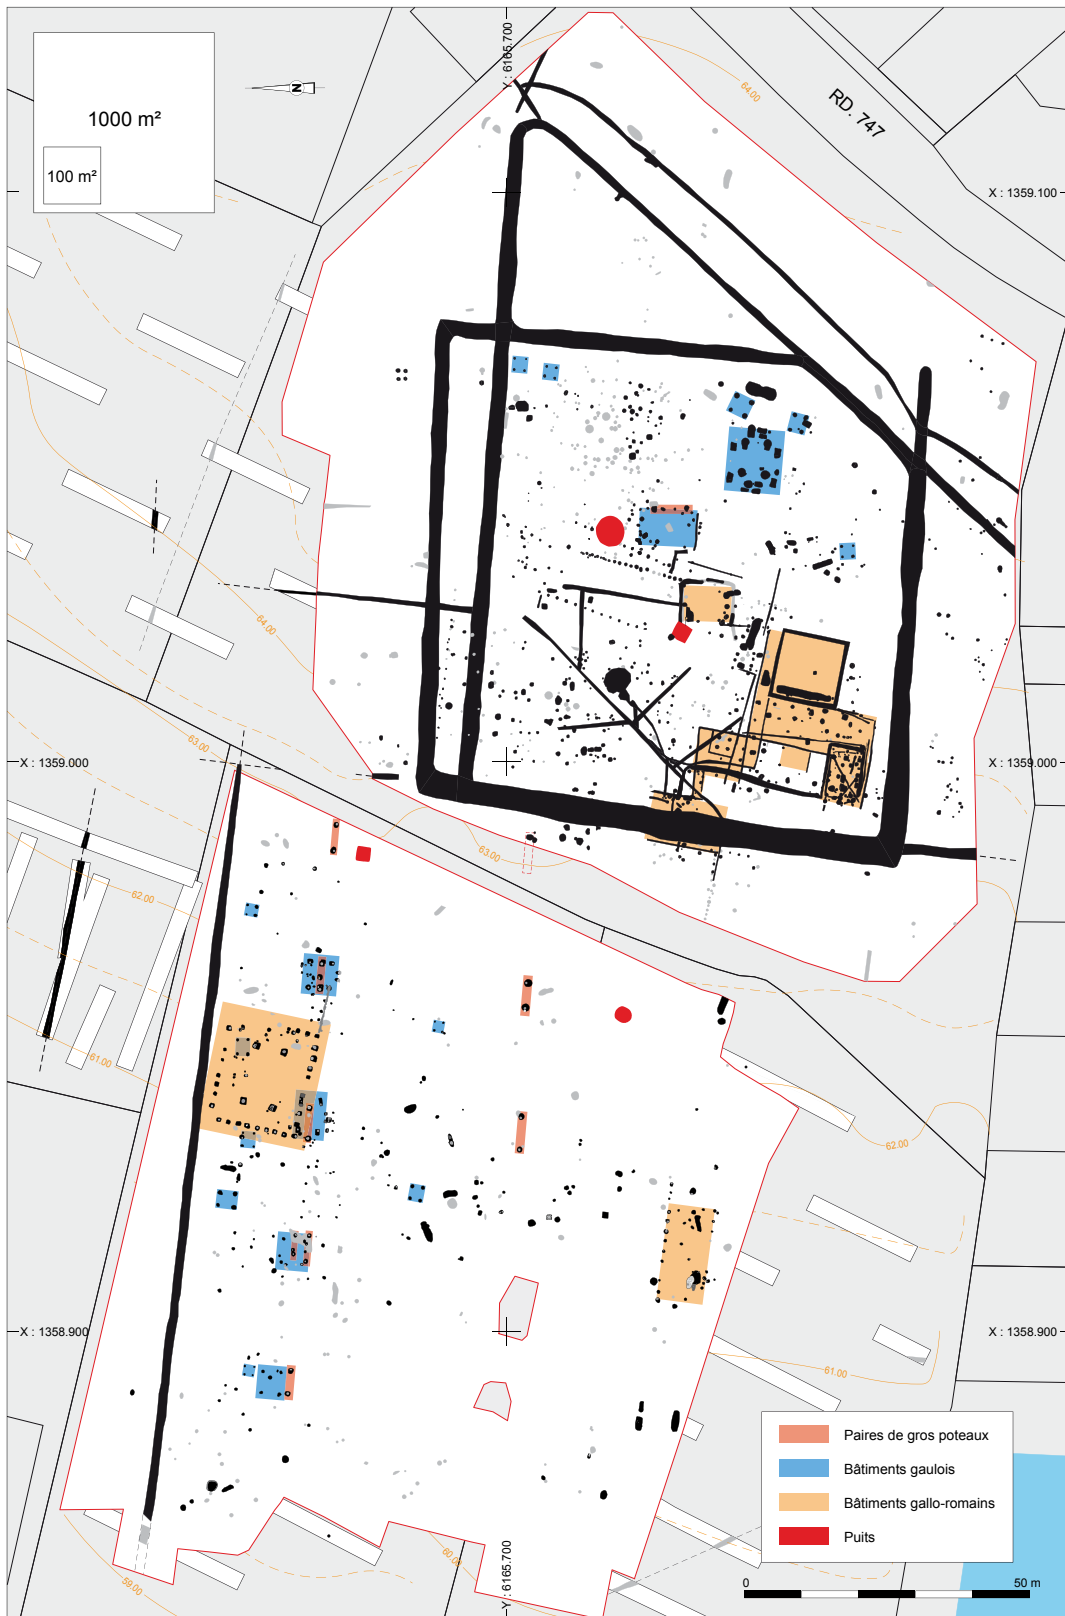 1000 m²
100 m²
N
Y : 6165.700
64.00
RD. 747
X : 1359.100
X : 1359.100
64.00
63.00
X : 1359.000
X : 1359.000
63.00
62.00
61.00
62.00
X : 1358.900
X : 1358.900
61.00
60.00
59.00
Y : 6165.700
Paires de gros poteaux
Bâtiments gaulois
Bâtiments gallo-romains
Puits
0
50 m